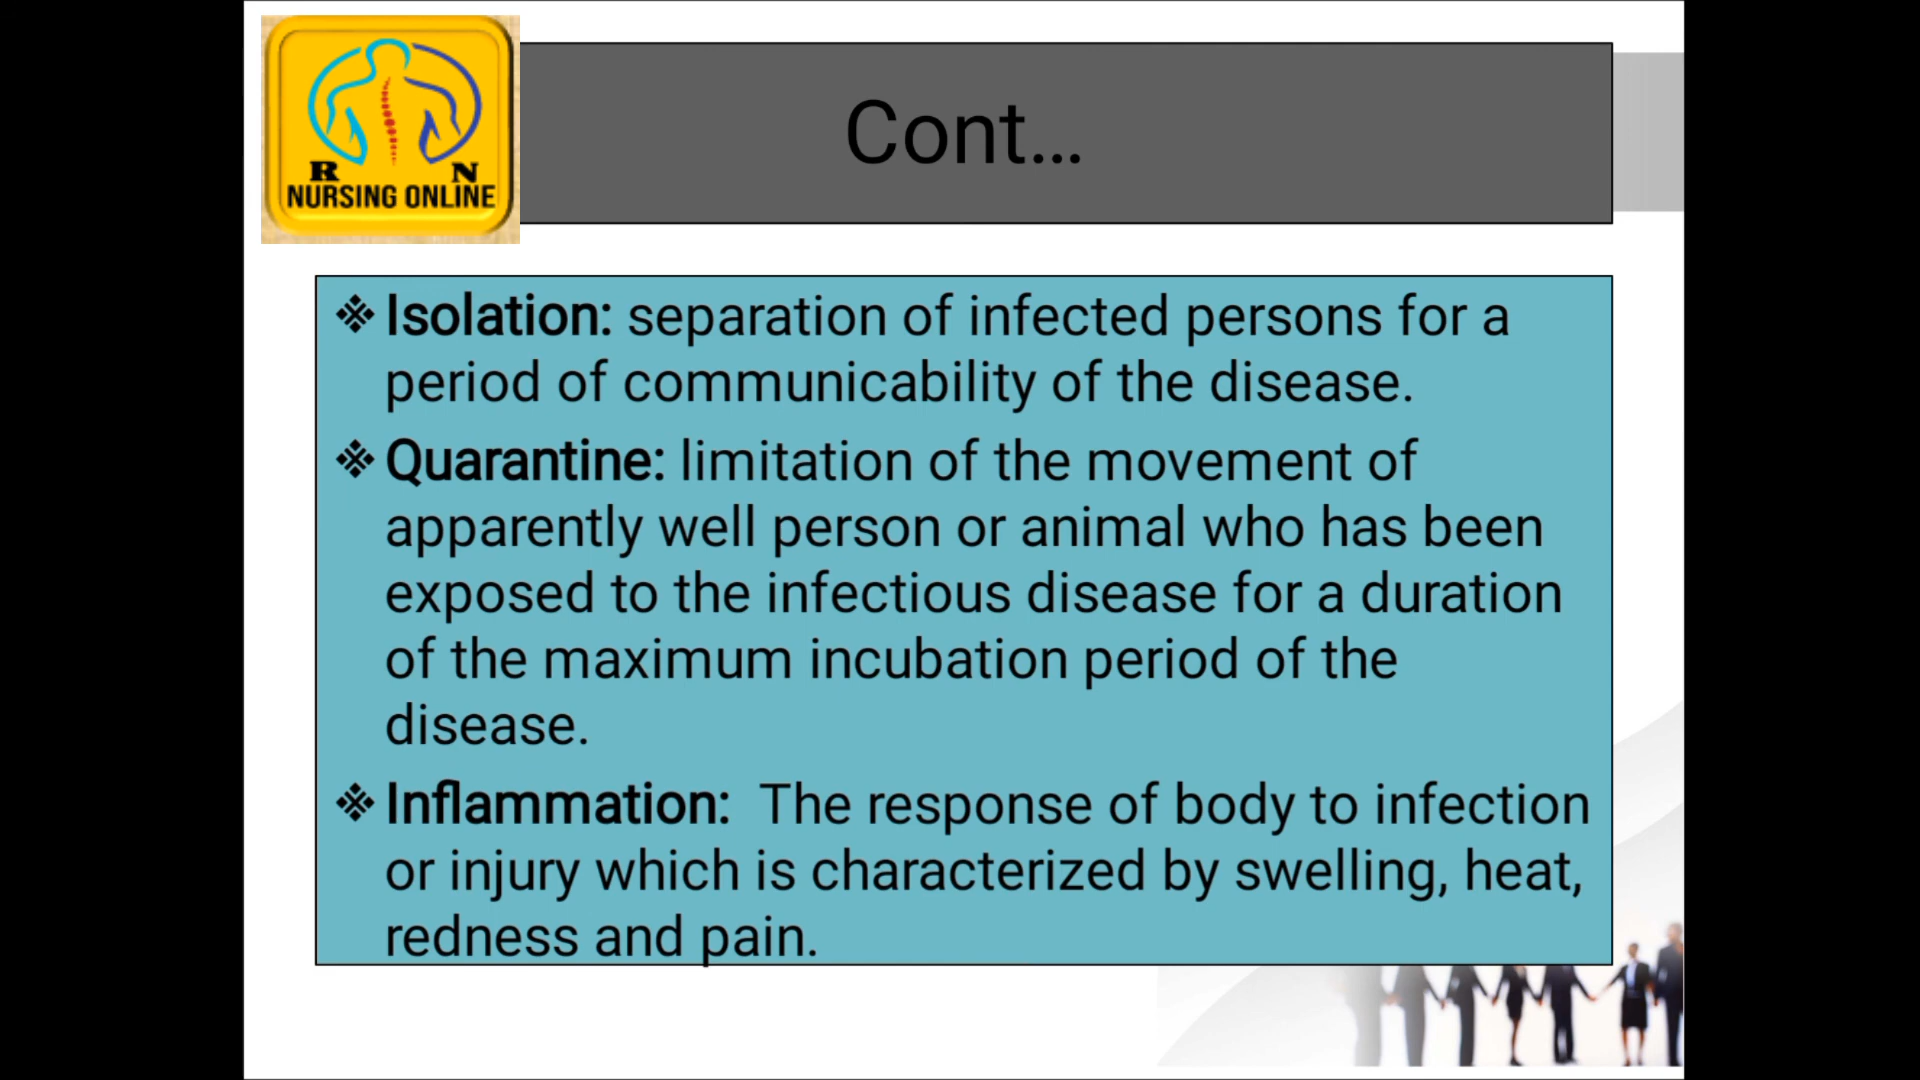 R N
NURSING ONLINE
Cont...
❖ Isolation: separation of infected persons for a
period of communicability of the disease.
❖ Quarantine: limitation of the movement of
apparently well person or animal who has been
exposed to the infectious disease for a duration
of the maximum incubation period of the
disease.
❖ Inflammation: The response of body to infection
or injury which is characterized by swelling, heat,
redness and pain.